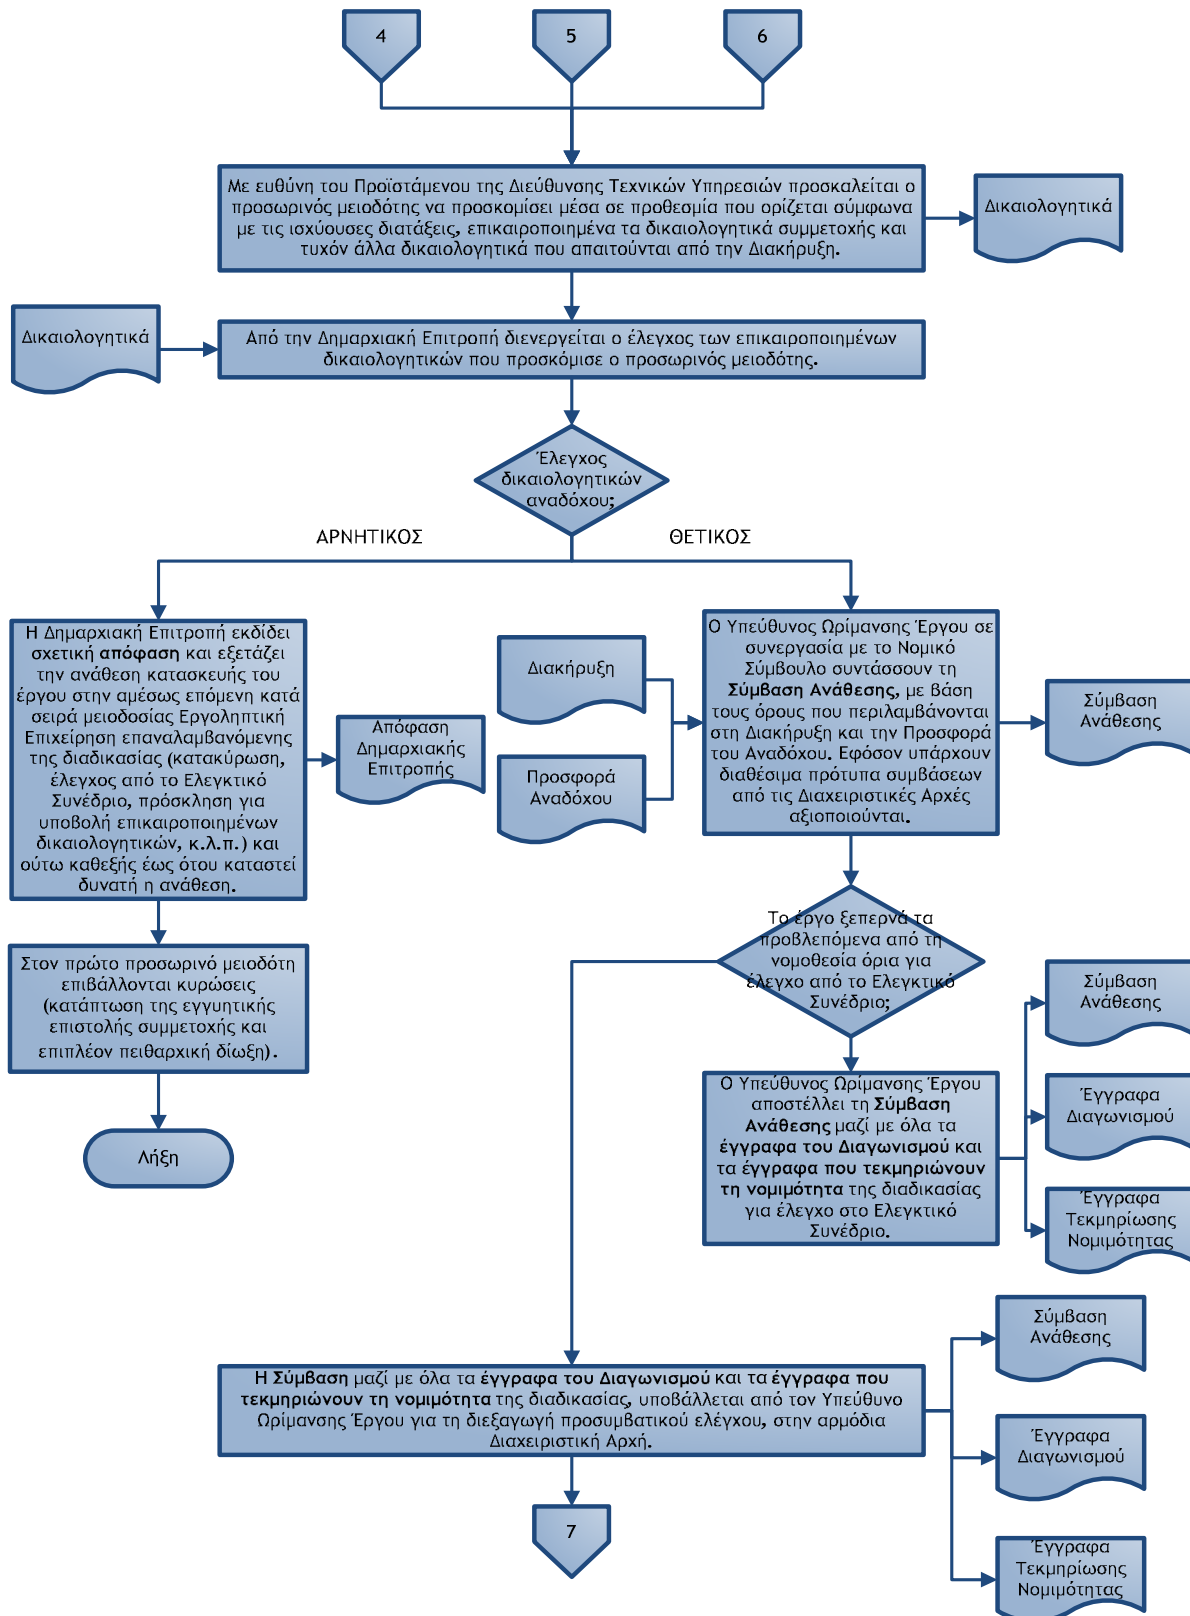 4
5
6
Με ευθύνη του Προϊστάμενου της Διεύθυνσης Τεχνικών Υπηρεσιών προσκαλείται ο
προσωρινός μειοδότης να προσκομίσει μέσα σε προθεσμία που ορίζεται σύμφωνα
με τις ισχύουσες διατάξεις, επικαιροποιημένα τα δικαιολογητικά συμμετοχής και
τυχόν άλλα δικαιολογητικά που απαιτούνται από την Διακήρυξη.
Δικαιολογητικά
Δικαιολογητικά
Από την Δημαρχιακή Επιτροπή διενεργείται ο έλεγχος των επικαιροποιημένων
δικαιολογητικών που προσκόμισε ο προσωρινός μειοδότης.
Έλεγχος
δικαιολογητικών
αναδόχου;
ΑΡΝΗΤΙΚΟΣ
ΘΕΤΙΚΟΣ
Η Δημαρχιακή Επιτροπή εκδίδει
σχετική απόφαση και εξετάζει
την ανάθεση κατασκευής του
έργου στην αμέσως επόμενη κατά
σειρά μειοδοσίας Εργοληπτική
Επιχείρηση επαναλαμβανόμενης
της διαδικασίας (κατακύρωση,
έλεγχος από το Ελεγκτικό
Συνέδριο, πρόσκληση για
υποβολή επικαιροποιημένων
δικαιολογητικών, κ.λ.π.) και
ούτω καθεξής έως ότου καταστεί
δυνατή η ανάθεση.
Απόφαση
Δημαρχιακής
Επιτροπής
Διακήρυξη
Προσφορά
Αναδόχου
Ο Υπεύθυνος Ωρίμανσης Έργου σε
συνεργασία με το Νομικό
Σύμβουλο συντάσσουν τη
Σύμβαση Ανάθεσης, με βάση
τους όρους που περιλαμβάνονται
στη Διακήρυξη και την Προσφορά
του Αναδόχου. Εφόσον υπάρχουν
διαθέσιμα πρότυπα συμβάσεων
από τις Διαχειριστικές Αρχές
αξιοποιούνται.
Σύμβαση
Ανάθεσης
Στον πρώτο προσωρινό μειοδότη
επιβάλλονται κυρώσεις
(κατάπτωση της εγγυητικής
επιστολής συμμετοχής και
επιπλέον πειθαρχική δίωξη).
Λήξη
Το έργο ξεπερνά τα
προβλεπόμενα από τη
νομοθεσία όρια για
έλεγχο από το Ελεγκτικό
Συνέδριο;
Ο Υπεύθυνος Ωρίμανσης Έργου
αποστέλλει τη Σύμβαση
Ανάθεσης μαζί με όλα τα
έγγραφα του Διαγωνισμού και
τα έγγραφα που τεκμηριώνουν
τη νομιμότητα της διαδικασίας
για έλεγχο στο Ελεγκτικό
Συνέδριο.
Σύμβαση
Ανάθεσης
Έγγραφα
Διαγωνισμού
Έγγραφα
Τεκμηρίωσης
Νομιμότητας
Η Σύμβαση μαζί με όλα τα έγγραφα του Διαγωνισμού και τα έγγραφα που
τεκμηριώνουν τη νομιμότητα της διαδικασίας, υποβάλλεται από τον Υπεύθυνο
Ωρίμανσης Έργου για τη διεξαγωγή προσυμβατικού ελέγχου, στην αρμόδια
Διαχειριστική Αρχή.
Σύμβαση
Ανάθεσης
Έγγραφα
Διαγωνισμού
Έγγραφα
Τεκμηρίωσης
Νομιμότητας
7